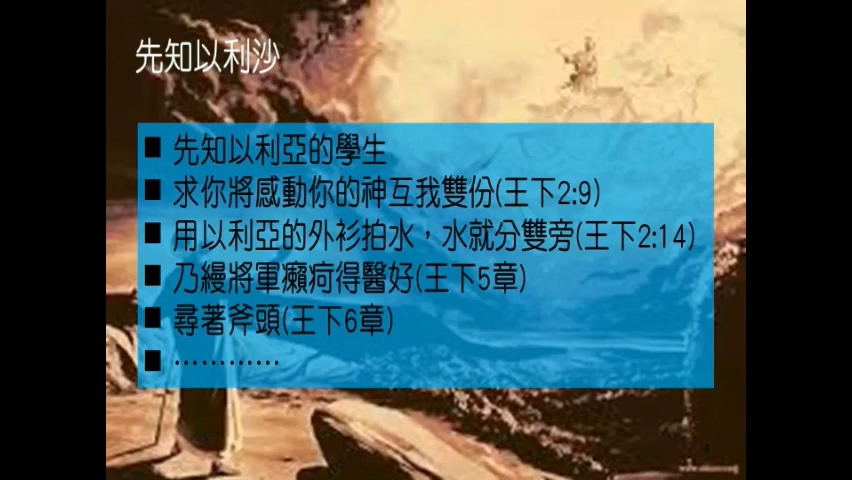 先知以利沙
■ 先知以利亞的學生
■ 求你將感動你的神互我雙份(王下2:9)
■ 用以利亞的外衫拍水，水就分雙旁(王下2:14)
■ 乃縵將軍癩疴得醫好(王下5章)
■ 尋著斧頭(王下6章)
■ …………